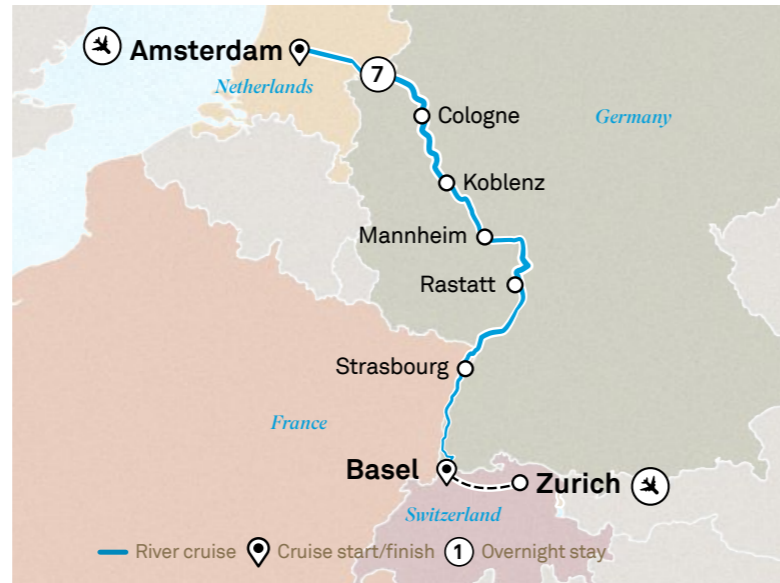 Amsterdam
Netherlands
7
Cologne
Germany
Koblenz
Mannheim
Rastatt
Strasbourg
France
Basel
Zurich
Switzerland
River cruise Cruise start/finish 1 Overnight stay